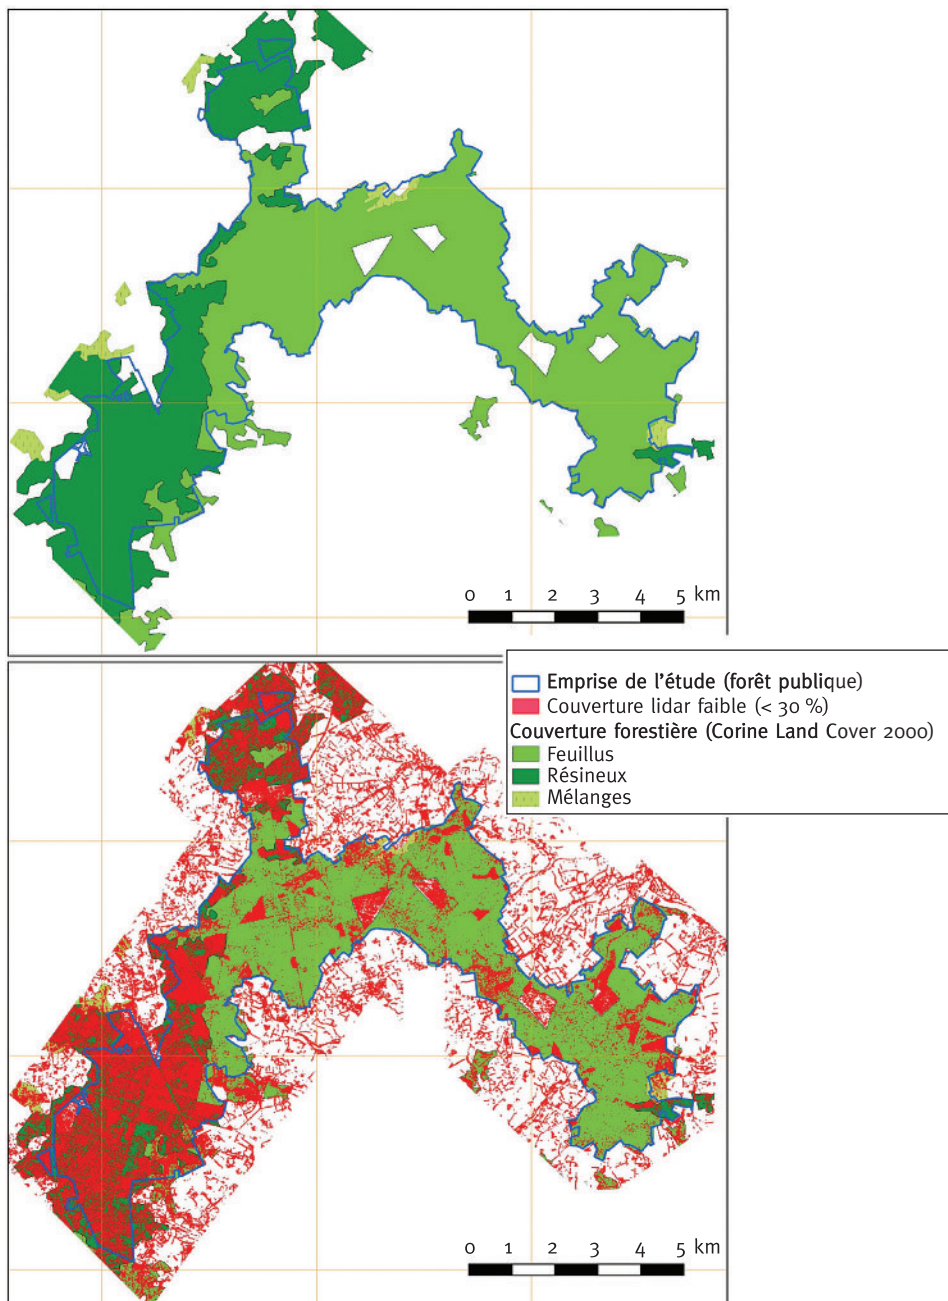 0 1 2 3 4 5 km
Emprise de l’étude (forêt publique)
Couverture lidar faible (< 30 %)
Couverture forestière (Corine Land Cover 2000)
Feuillus
Résineux
Mélanges
0 1 2 3 4 5 km